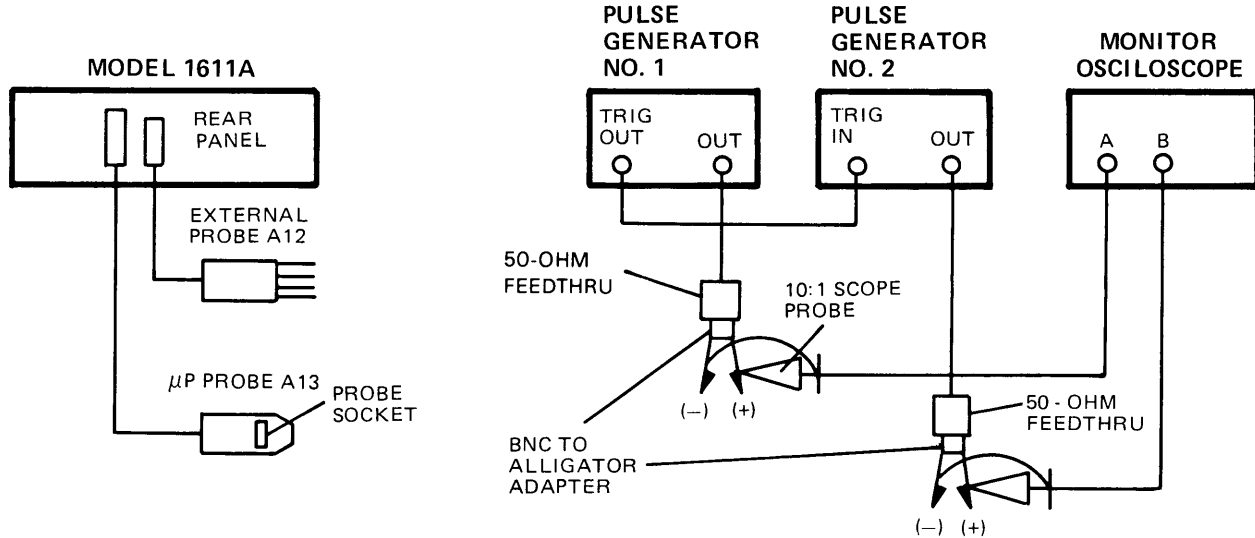 MODEL 1611A
REAR
PANEL
EXTERNAL
PROBE A12
μP PROBE A13
PROBE
SOCKET
PULSE
GENERATOR
NO. 1
TRIG
OUT
OUT
PULSE
GENERATOR
NO. 2
TRIG
IN
OUT
MONITOR
OSCILOSCOPE
A
B
50-OHM
FEEDTHRU
10:1 SCOPE
PROBE
(—)
(+)
BNC TO
ALLIGATOR
ADAPTER
50 - OHM
FEEDTHRU
(—)
(+)